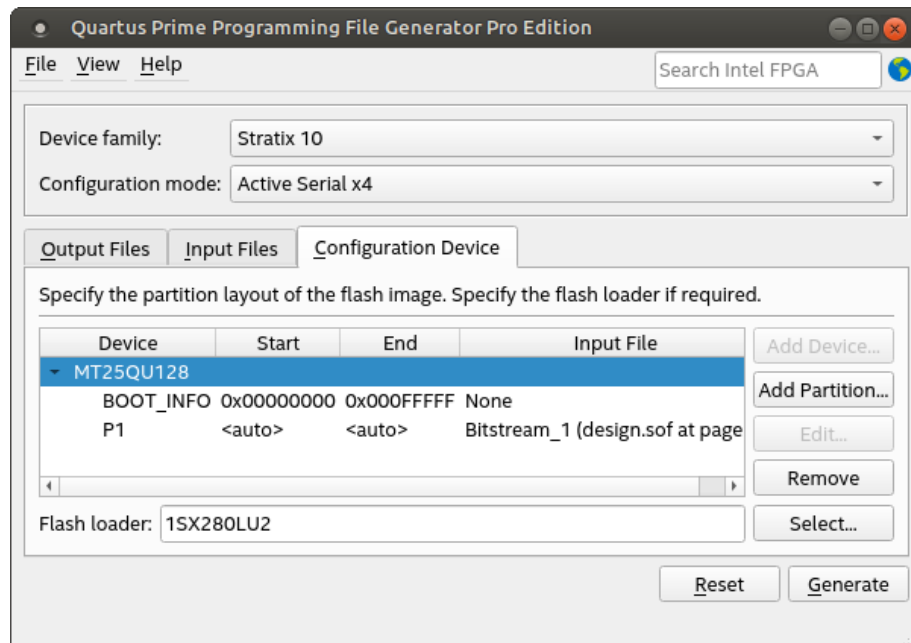 Quartus Prime Programming File Generator Pro Edition
File View Help
Search Intel FPGA
Device family: Stratix 10
Configuration mode: Active Serial x4
Output Files Input Files Configuration Device
Specify the partition layout of the flash image. Specify the flash loader if required.
Device Start End Input File
MT25QU128
BOOT_INFO 0x00000000 0x000FFFFF None
P1 <auto> <auto> Bitstream_1 (design.sof at page
Add Device...
Add Partition...
Edit...
Remove
Flash loader: 1SX280LU2 Select...
Reset Generate